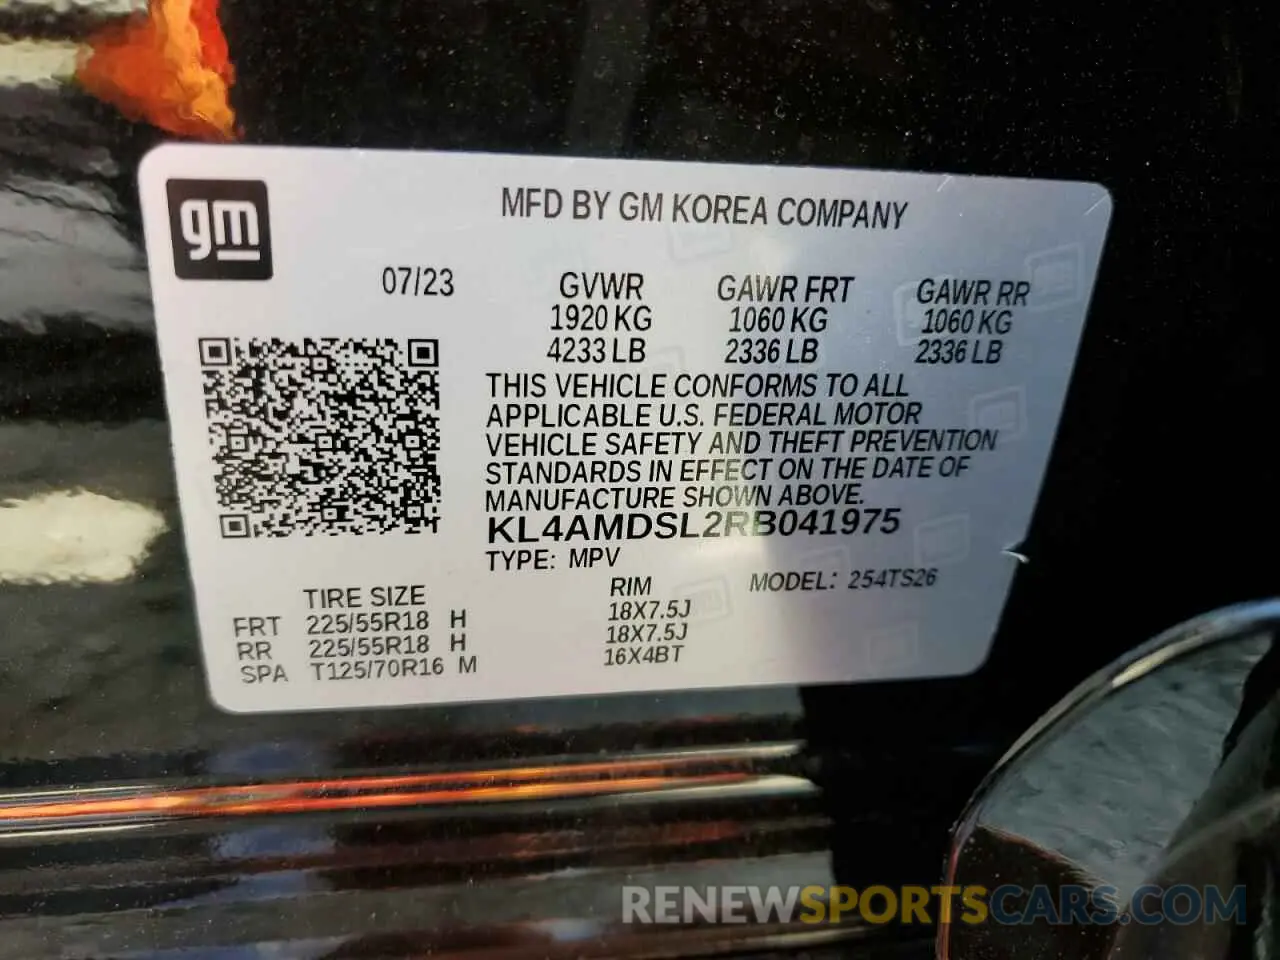 gm
MFD BY GM KOREA COMPANY
07/23
GVWR GAWR FRT GAWR RR
1920 KG 1060 KG 1060 KG
4233 LB 2336 LB 2336 LB
THIS VEHICLE CONFORMS TO ALL
APPLICABLE U.S. FEDERAL MOTOR
VEHICLE SAFETY AND THEFT PREVENTION
STANDARDS IN EFFECT ON THE DATE OF
MANUFACTURE SHOWN ABOVE.
KL4AMDSL2RB041975
TYPE: MPV MODEL: 254TS26
TIRE SIZE RIM
FRT 225/55R18 H 18X7.5J
RR 225/55R18 H 18X7.5J
SPA T125/70R16 M 16X4BT
RENEWSPORTSCARS.COM